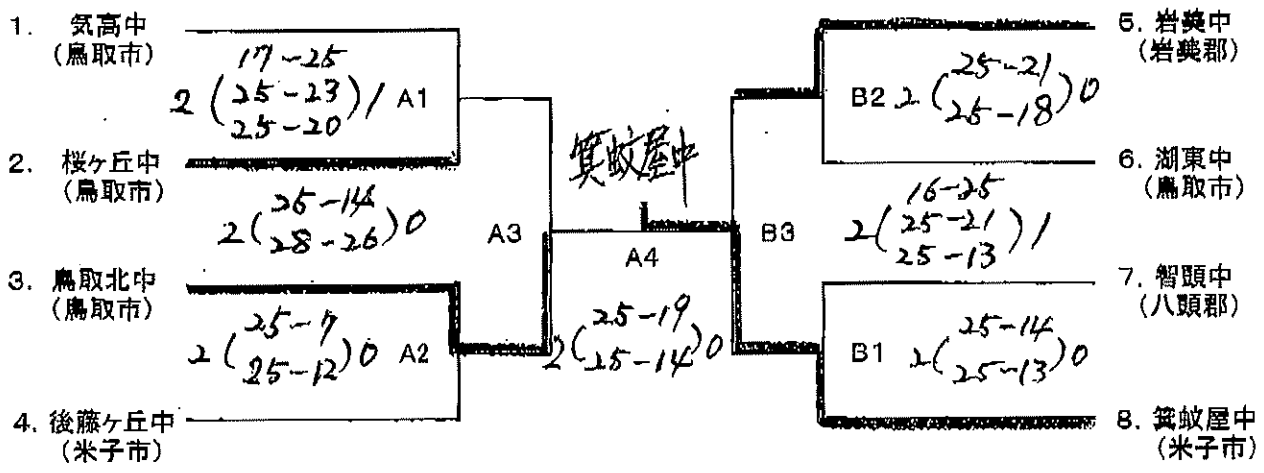 1. 気高中
(鳥取市)
17-25
2(25-23)1 A1
25-20
2. 桜ヶ丘中
(鳥取市)
25-14
2(28-26)0
A3
3. 鳥取北中
(鳥取市)
25-7
2(25-12)0 A2
4. 後藤ヶ丘中
(米子市)
箕蚊屋中
A4
25-19
2(25-14)0
5. 岩美中
(岩美郡)
B2 2(25-21
25-18)0
6. 湖東中
(鳥取市)
16-25
B3 2(25-21)1
25-13
7. 智頭中
(八頭郡)
B1 2(25-14
25-13)0
8. 箕蚊屋中
(米子市)